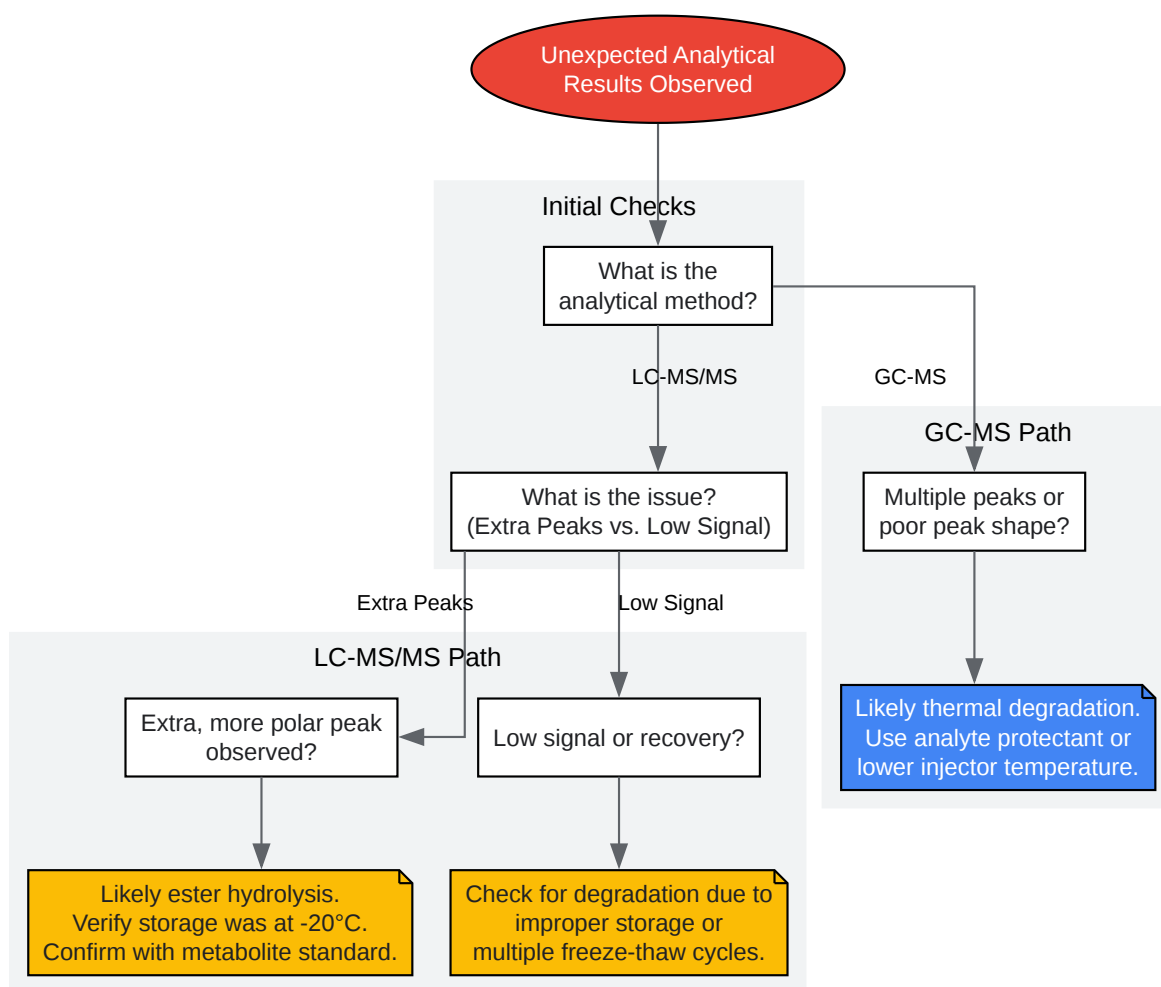 Unexpected Analytical
Results Observed
Initial Checks
What is the
analytical method?
LC-MS/MS
GC-MS
GC-MS Path
What is the issue?
(Extra Peaks vs. Low Signal)
Multiple peaks or
poor peak shape?
Extra Peaks
Low Signal
LC-MS/MS Path
Extra, more polar peak
observed?
Low signal or recovery?
Likely thermal degradation.
Use analyte protectant or
lower injector temperature.
Likely ester hydrolysis.
Verify storage was at -20°C.
Confirm with metabolite standard.
Check for degradation due to
improper storage or
multiple freeze-thaw cycles.